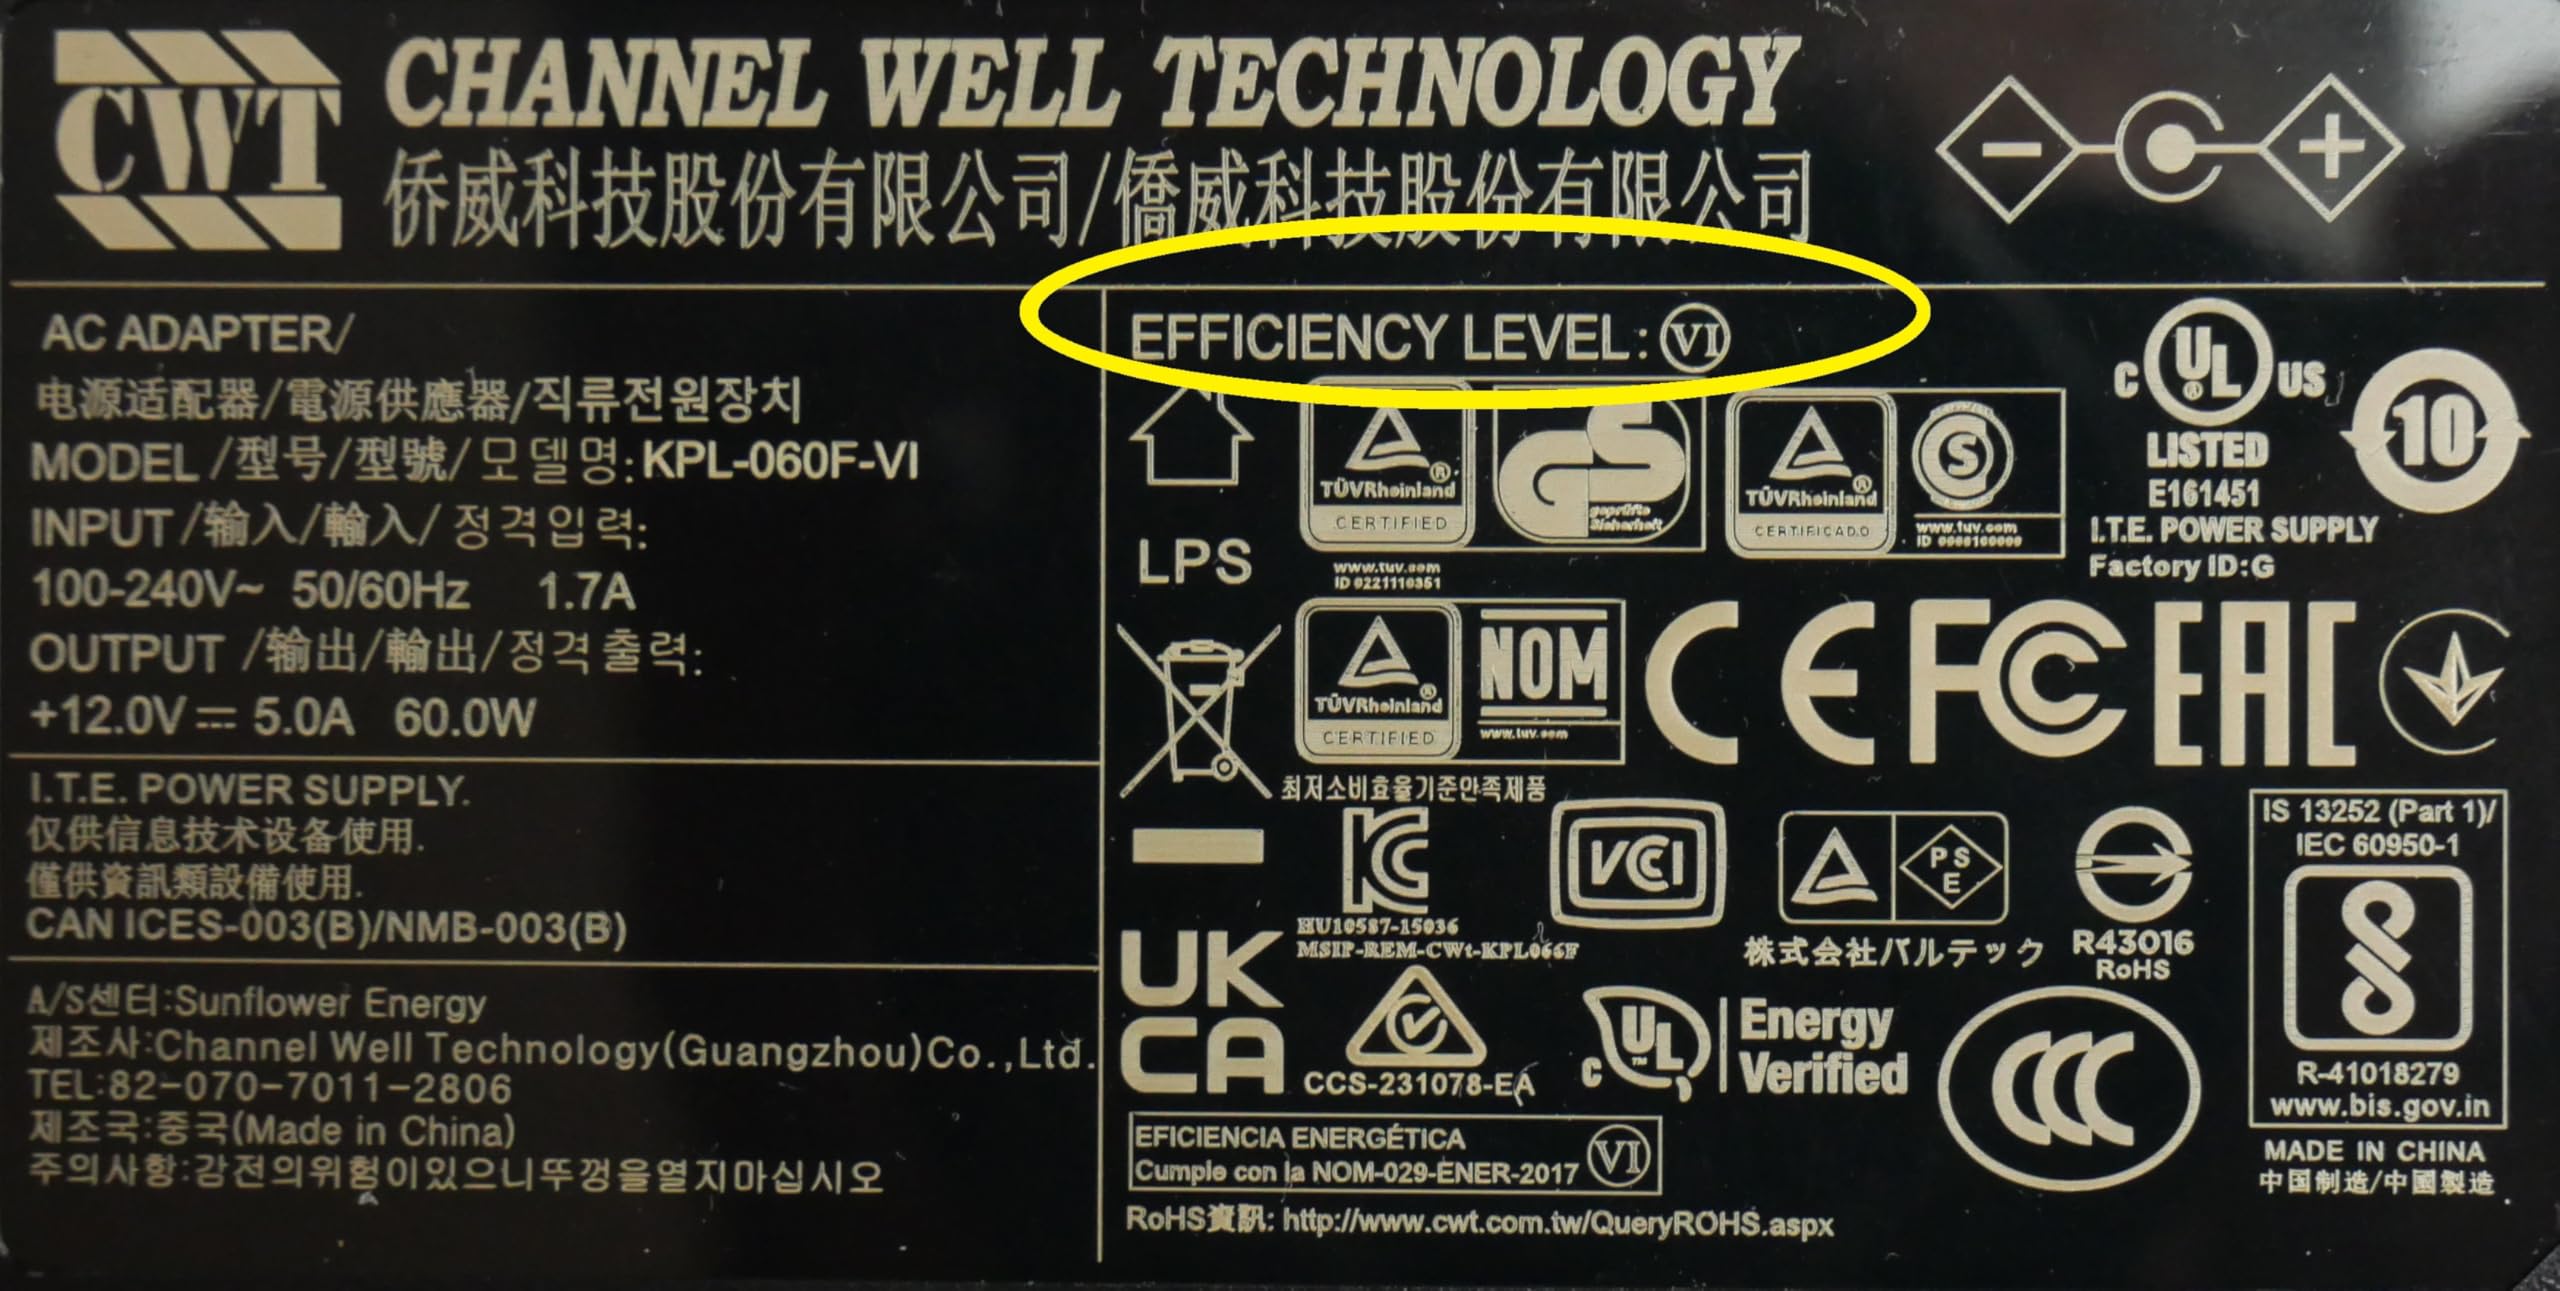 CWT
CHANNEL WELL TECHNOLOGY
侨威科技股份有限公司/僑威科技股份有限公司
AC ADAPTER/
电源适配器/電源供應器/직류전원장치
MODEL/型号/型號/모델명:KPL-060F-VI
INPUT/输入/輸入/정격입력:
100-240V~ 50/60Hz 1.7A
OUTPUT/输出/輸出/정격출력:
+12.0V⎓5.0A 60.0W
I.T.E. POWER SUPPLY.
仅供信息技术设备使用.
僅供資訊類設備使用.
CAN ICES-003(B)/NMB-003(B)
A/S센터:Sunflower Energy
제조사:Channel Well Technology(Guangzhou)Co.,Ltd.
TEL:82-070-7011-2806
제조국:중국(Made in China)
주의사항:감전의위험이있으니뚜껑을열지마십시오
EFFICIENCY LEVEL: VI
LPS
TÜVRheinland®
CERTIFIED
GS
geprüfte
Sicherheit
www.tuv.com
ID 0221110351
TÜVRheinland®
CERTIFICADO
S
www.tuv.com
c UL® US
LISTED
E161451
I.T.E. POWER SUPPLY
Factory ID:G
10
TÜVRheinland®
CERTIFIED
NOM
www.tuv.com
CE FC EAC
최저소비효율기준만족제품
KC
HU10587-15036
VCCI
PS
E
株式会社バルテック
R43016
RoHS
IS 13252 (Part 1)/
IEC 60950-1
R-41018279
www.bis.gov.in
UK
CA
CCS-231078-EA
c UL™
Energy
Verified
CCC
MADE IN CHINA
中国制造/中國製造
EFICIENCIA ENERGÉTICA
Cumple con la NOM-029-ENER-2017 VI
RoHS資訊: http://www.cwt.com.tw/QueryROHS.aspx